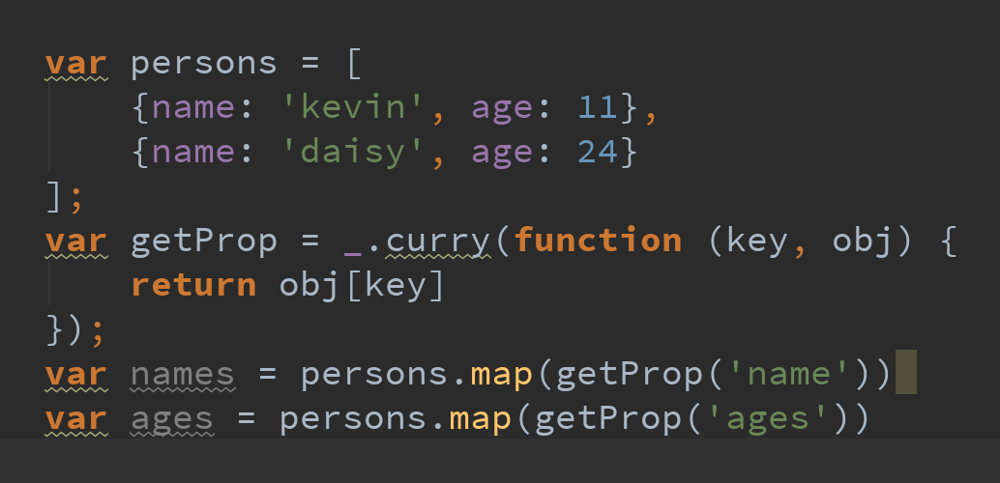 var persons = [
    {name: 'kevin', age: 11},
    {name: 'daisy', age: 24}
];
var getProp = _.curry(function (key, obj) {
    return obj[key]
});
var names = persons.map(getProp('name'))
var ages = persons.map(getProp('ages'))